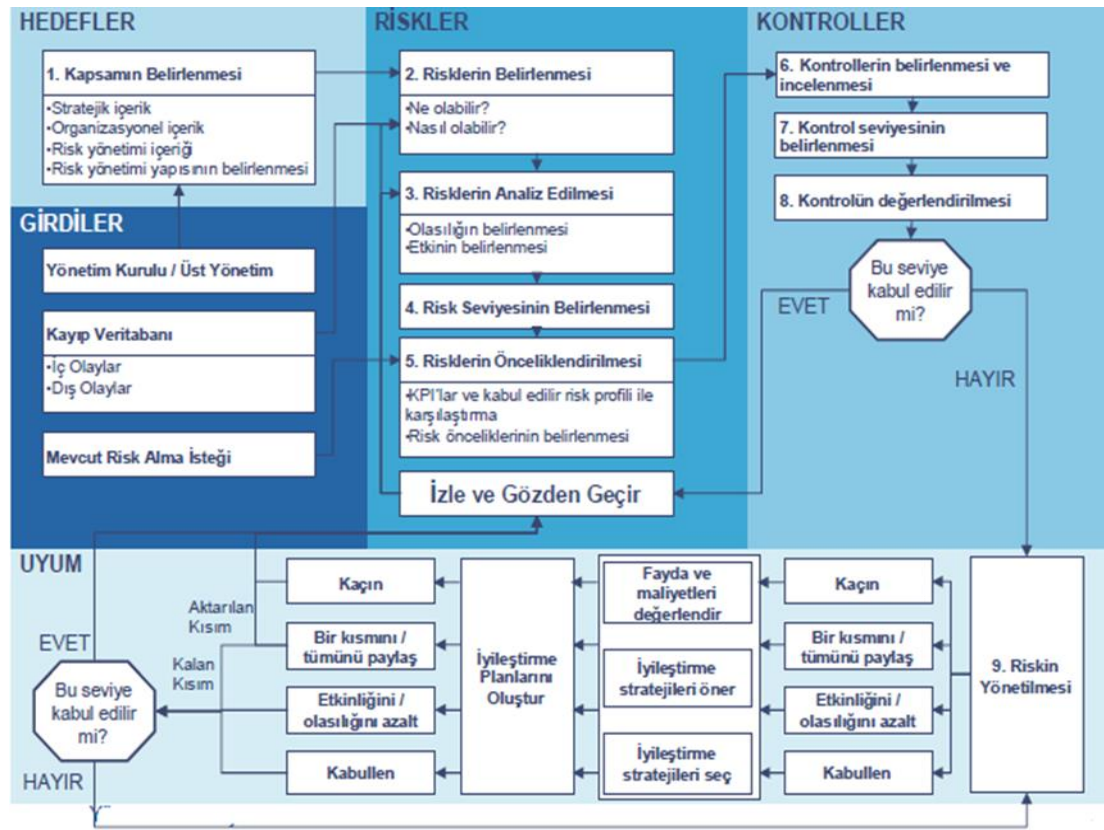 HEDEFLER
1. Kapsamın Belirlenmesi
•Stratejik içerik
•Organizasyonel içerik
•Risk yönetimi içeriği
•Risk yönetimi yapısının belirlenmesi
GİRDİLER
Yönetim Kurulu / Üst Yönetim
Kayıp Veritabanı
•İç Olaylar
•Dış Olaylar
Mevcut Risk Alma İsteği
RİSKLER
2. Risklerin Belirlenmesi
•Ne olabilir?
•Nasıl olabilir?
3. Risklerin Analiz Edilmesi
•Olasılığın belirlenmesi
•Etkinin belirlenmesi
4. Risk Seviyesinin Belirlenmesi
5. Risklerin Önceliklendirilmesi
•KPI'lar ve kabul edilir risk profili ile
karşılaştırma
•Risk önceliklerinin belirlenmesi
İzle ve Gözden Geçir
KONTROLLER
6. Kontrollerin belirlenmesi ve
incelenmesi
7. Kontrol seviyesinin
belirlenmesi
8. Kontrolün değerlendirilmesi
Bu seviye
kabul edilir
mi?
EVET
HAYIR
UYUM
9. Riskin
Yönetilmesi
Kaçın
Bir kısmını /
tümünü paylaş
Etkinliğini /
olasılığını azalt
Kabullen
Fayda ve
maliyetleri
değerlendir
İyileştirme
stratejileri öner
İyileştirme
stratejileri seç
İyileştirme
Planlarını
Oluştur
Kaçın
Bir kısmını /
tümünü paylaş
Etkinliğini /
olasılığını azalt
Kabullen
Aktarılan
Kısım
Kalan
Kısım
EVET
Bu seviye
kabul edilir
mi?
HAYIR